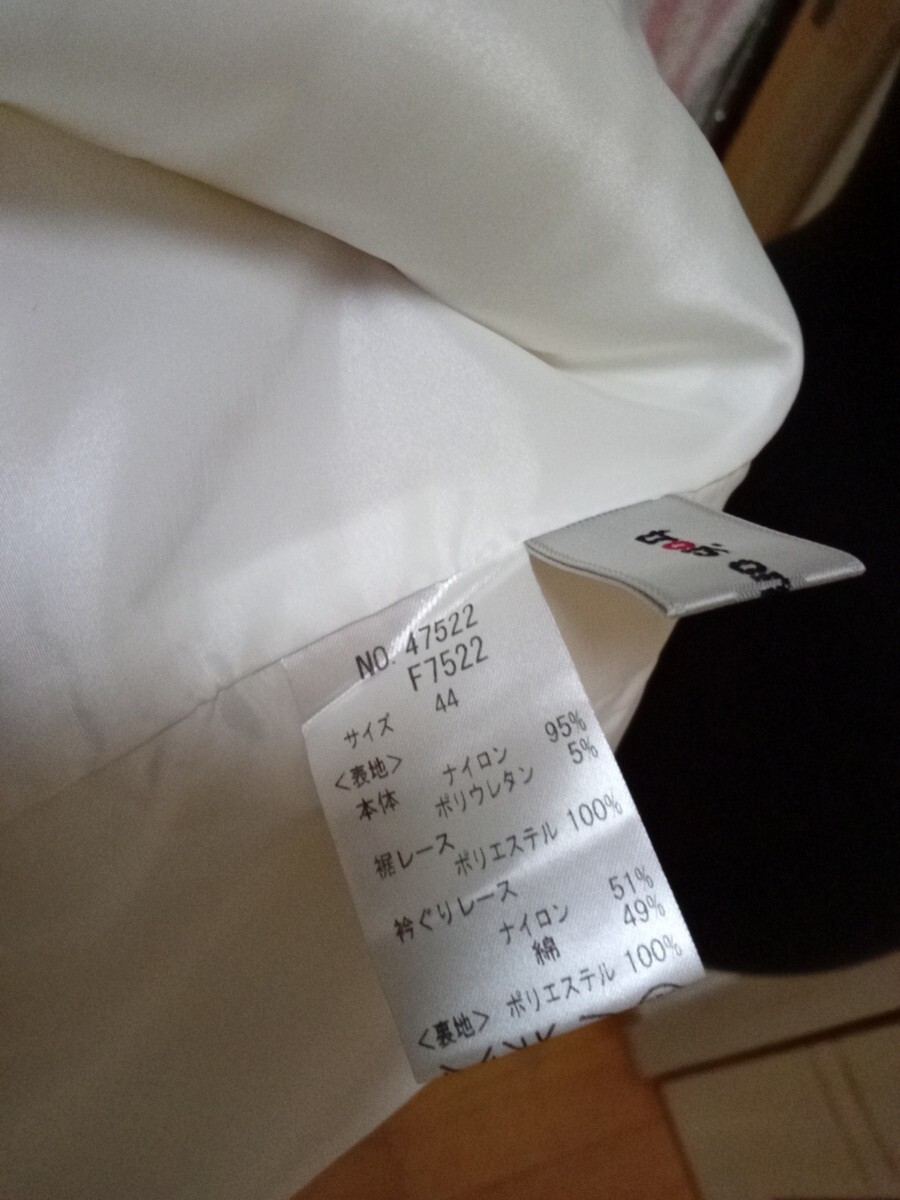 trois on
NO. 47522
F7522
サイズ 44
<表地>
本体 ナイロン 95%
ポリウレタン 5%
裾レース
ポリエステル 100%
衿ぐりレース
ナイロン 51%
綿 49%
<裏地> ポリエステル 100%